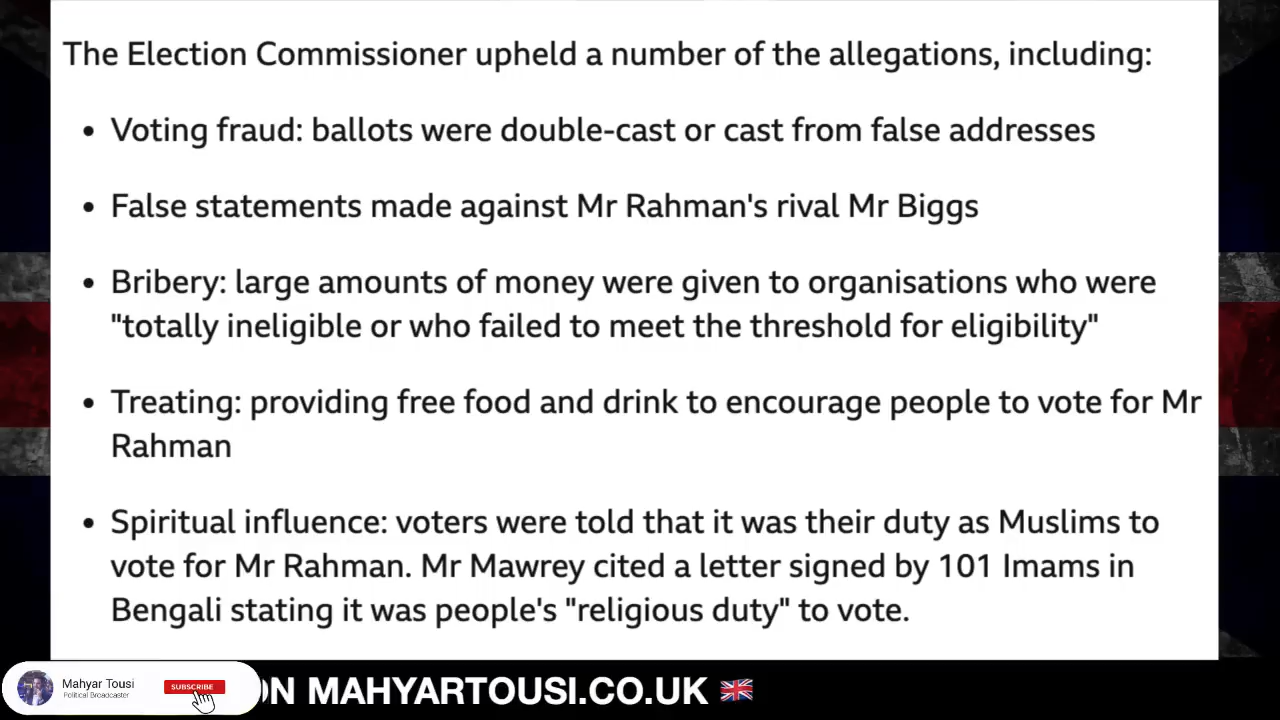 The Election Commissioner upheld a number of the allegations, including:
• Voting fraud: ballots were double-cast or cast from false addresses
• False statements made against Mr Rahman's rival Mr Biggs
• Bribery: large amounts of money were given to organisations who were
"totally ineligible or who failed to meet the threshold for eligibility"
• Treating: providing free food and drink to encourage people to vote for Mr
Rahman
• Spiritual influence: voters were told that it was their duty as Muslims to
vote for Mr Rahman. Mr Mawrey cited a letter signed by 101 Imams in
Bengali stating it was people's "religious duty" to vote.
Mahyar Tousi
Political Broadcaster
SUBSCRIBE
ON MAHYARTOUSI.CO.UK 🇬🇧